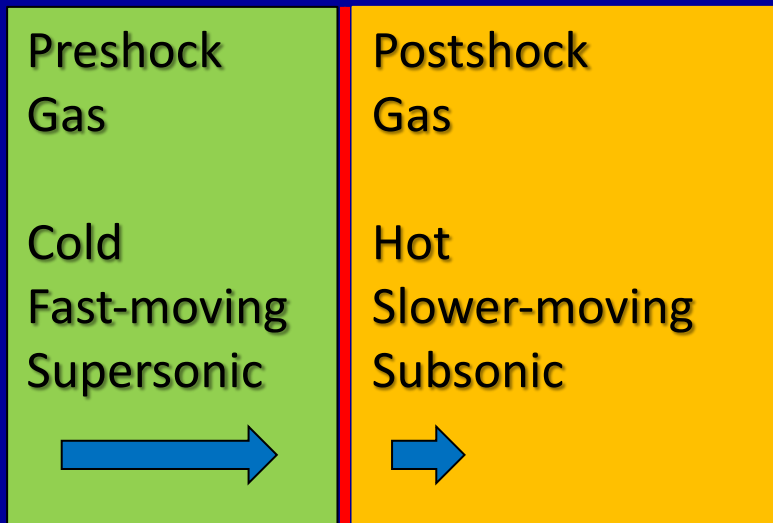 Preshock
Gas
Cold
Fast-moving
Supersonic
Postshock
Gas
Hot
Slower-moving
Subsonic